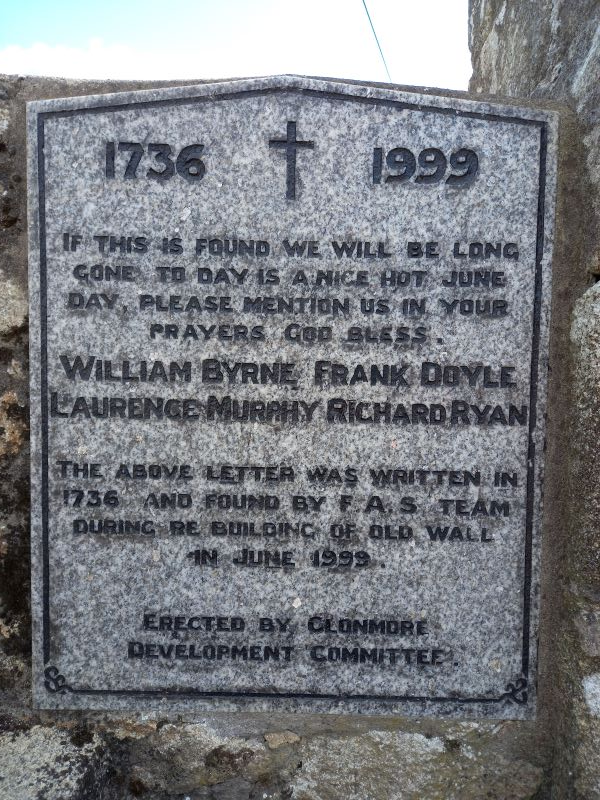 1736 1999
IF THIS IS FOUND WE WILL BE LONG
GONE TO DAY IS A NICE HOT JUNE
DAY, PLEASE MENTION US IN YOUR
PRAYERS GOD BLESS.
WILLIAM BYRNE FRANK DOYLE
LAURENCE MURPHY RICHARD RYAN
THE ABOVE LETTER WAS WRITTEN IN
1736 AND FOUND BY F.A.S TEAM
DURING RE BUILDING OF OLD WALL
IN JUNE 1999.
ERECTED BY CLONMORE
DEVELOPMENT COMMITTEE.